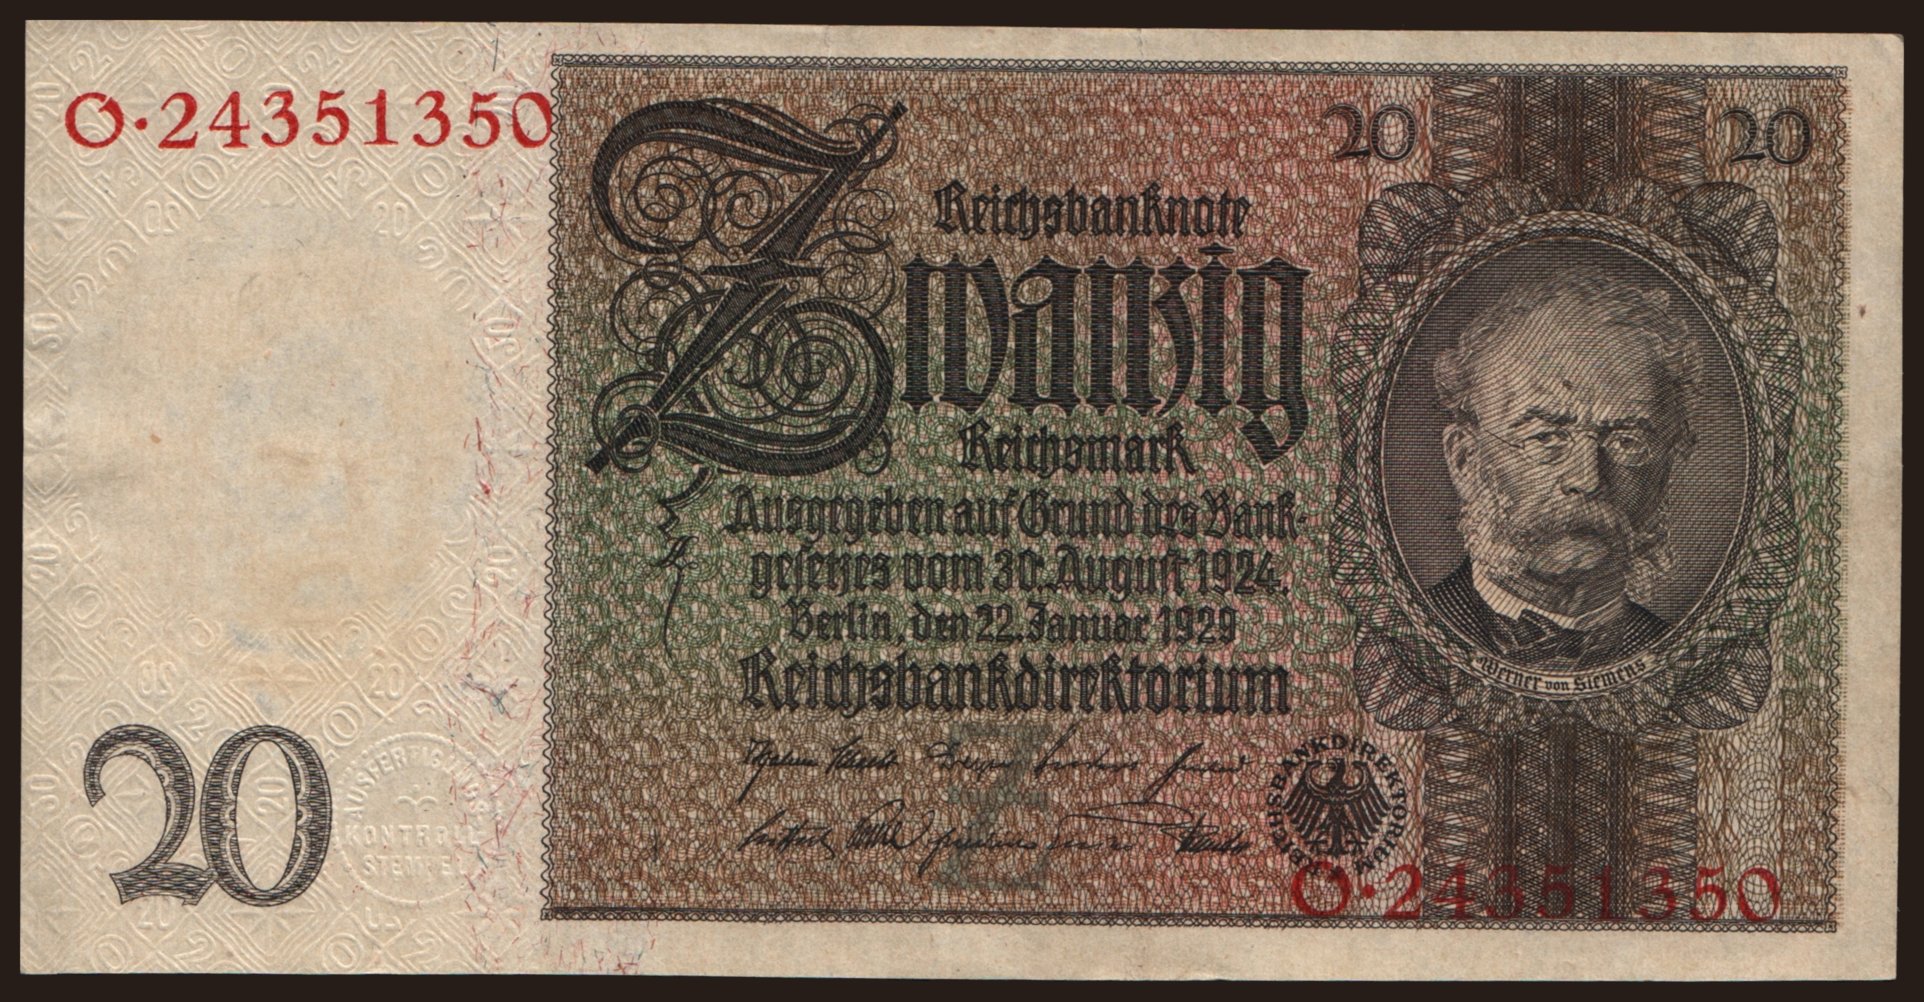 O·24351350
20
20
Reichsbanknote
Zwanzig
Reichsmark
Ausgegeben auf Grund des Bank-
gesetzes vom 30. August 1924.
Berlin, den 22. Januar 1929
Reichsbankdirektorium
Werner von Siemens
20
AUSFERTIGUNGS
KONTROLL
STEMPEL
Z
REICHSBANKDIREKTORIUM
O·24351350